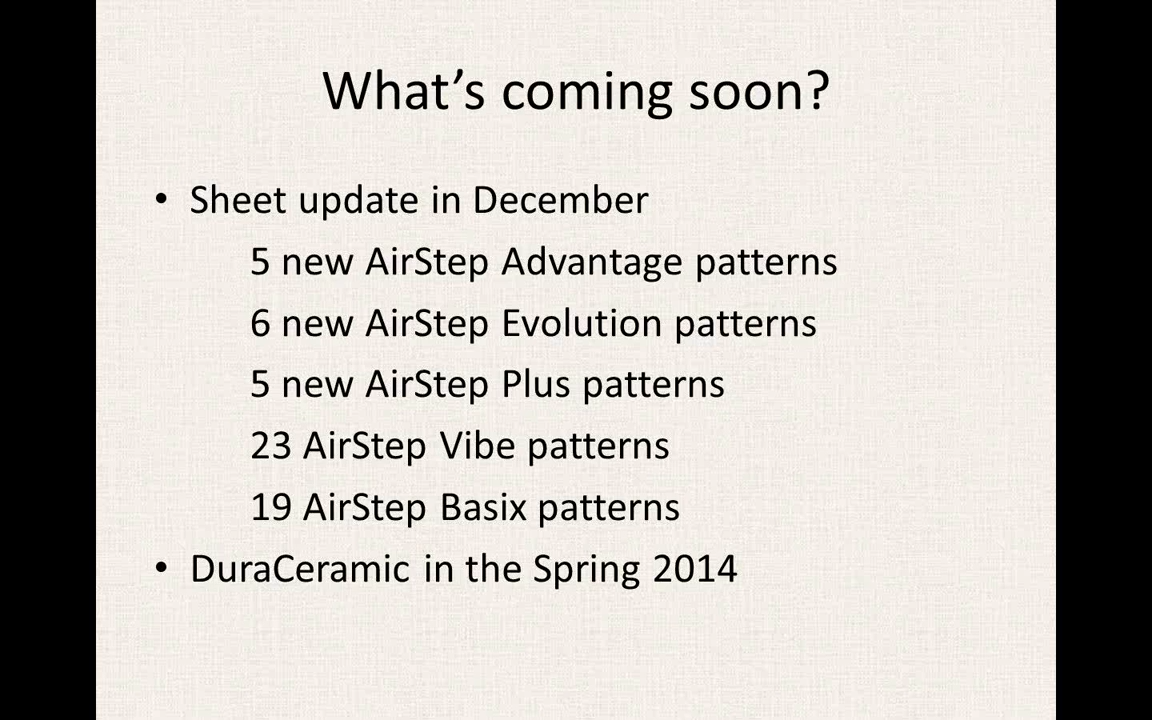 What’s coming soon?
• Sheet update in December
5 new AirStep Advantage patterns
6 new AirStep Evolution patterns
5 new AirStep Plus patterns
23 AirStep Vibe patterns
19 AirStep Basix patterns
• DuraCeramic in the Spring 2014